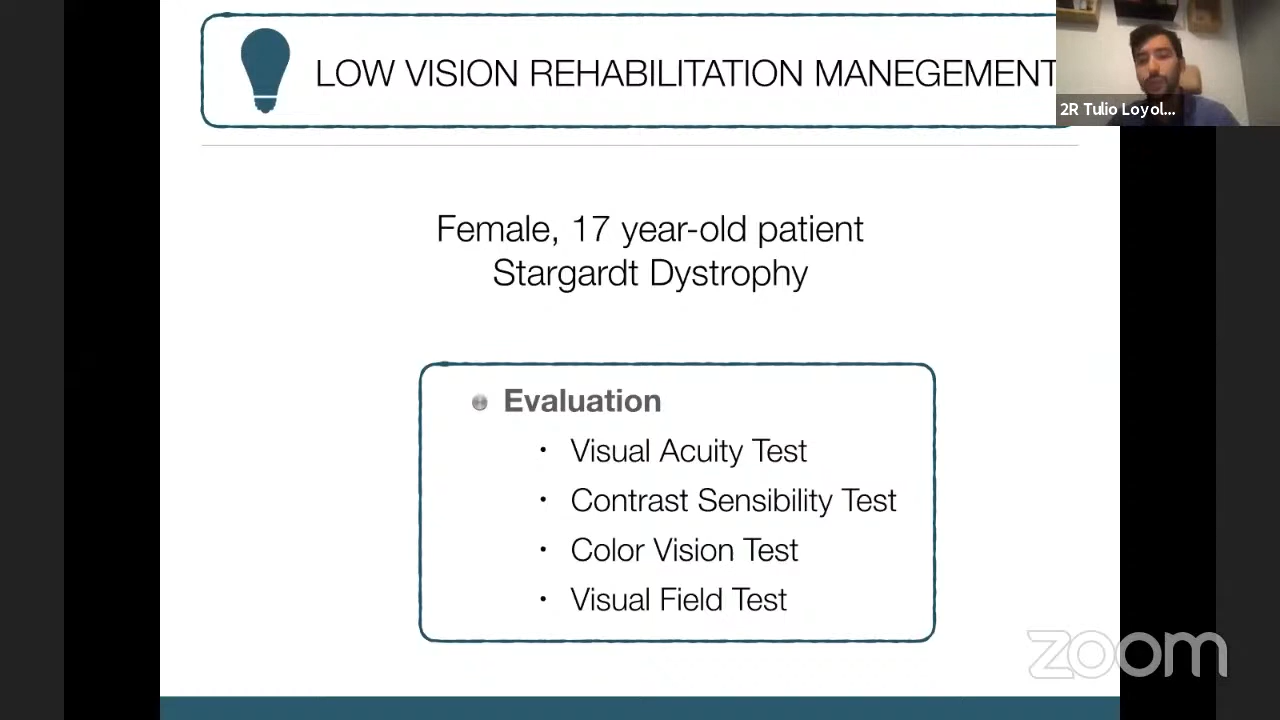 LOW VISION REHABILITATION MANEGEMENT
2R Tulio Loyol...
Female, 17 year-old patient
Stargardt Dystrophy
Evaluation
• Visual Acuity Test
• Contrast Sensibility Test
• Color Vision Test
• Visual Field Test
zoom